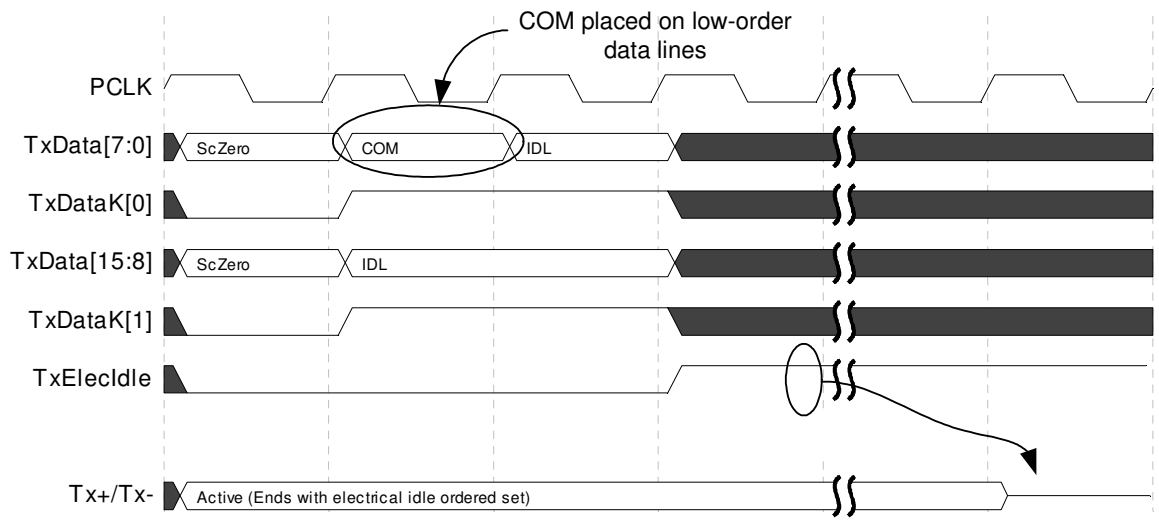 COM placed on low-order
data lines
PCLK
TxData[7:0]
ScZero
COM
IDL
TxDataK[0]
TxData[15:8]
ScZero
IDL
TxDataK[1]
TxElecIdle
Tx+/Tx-
Active (Ends with electrical idle ordered set)